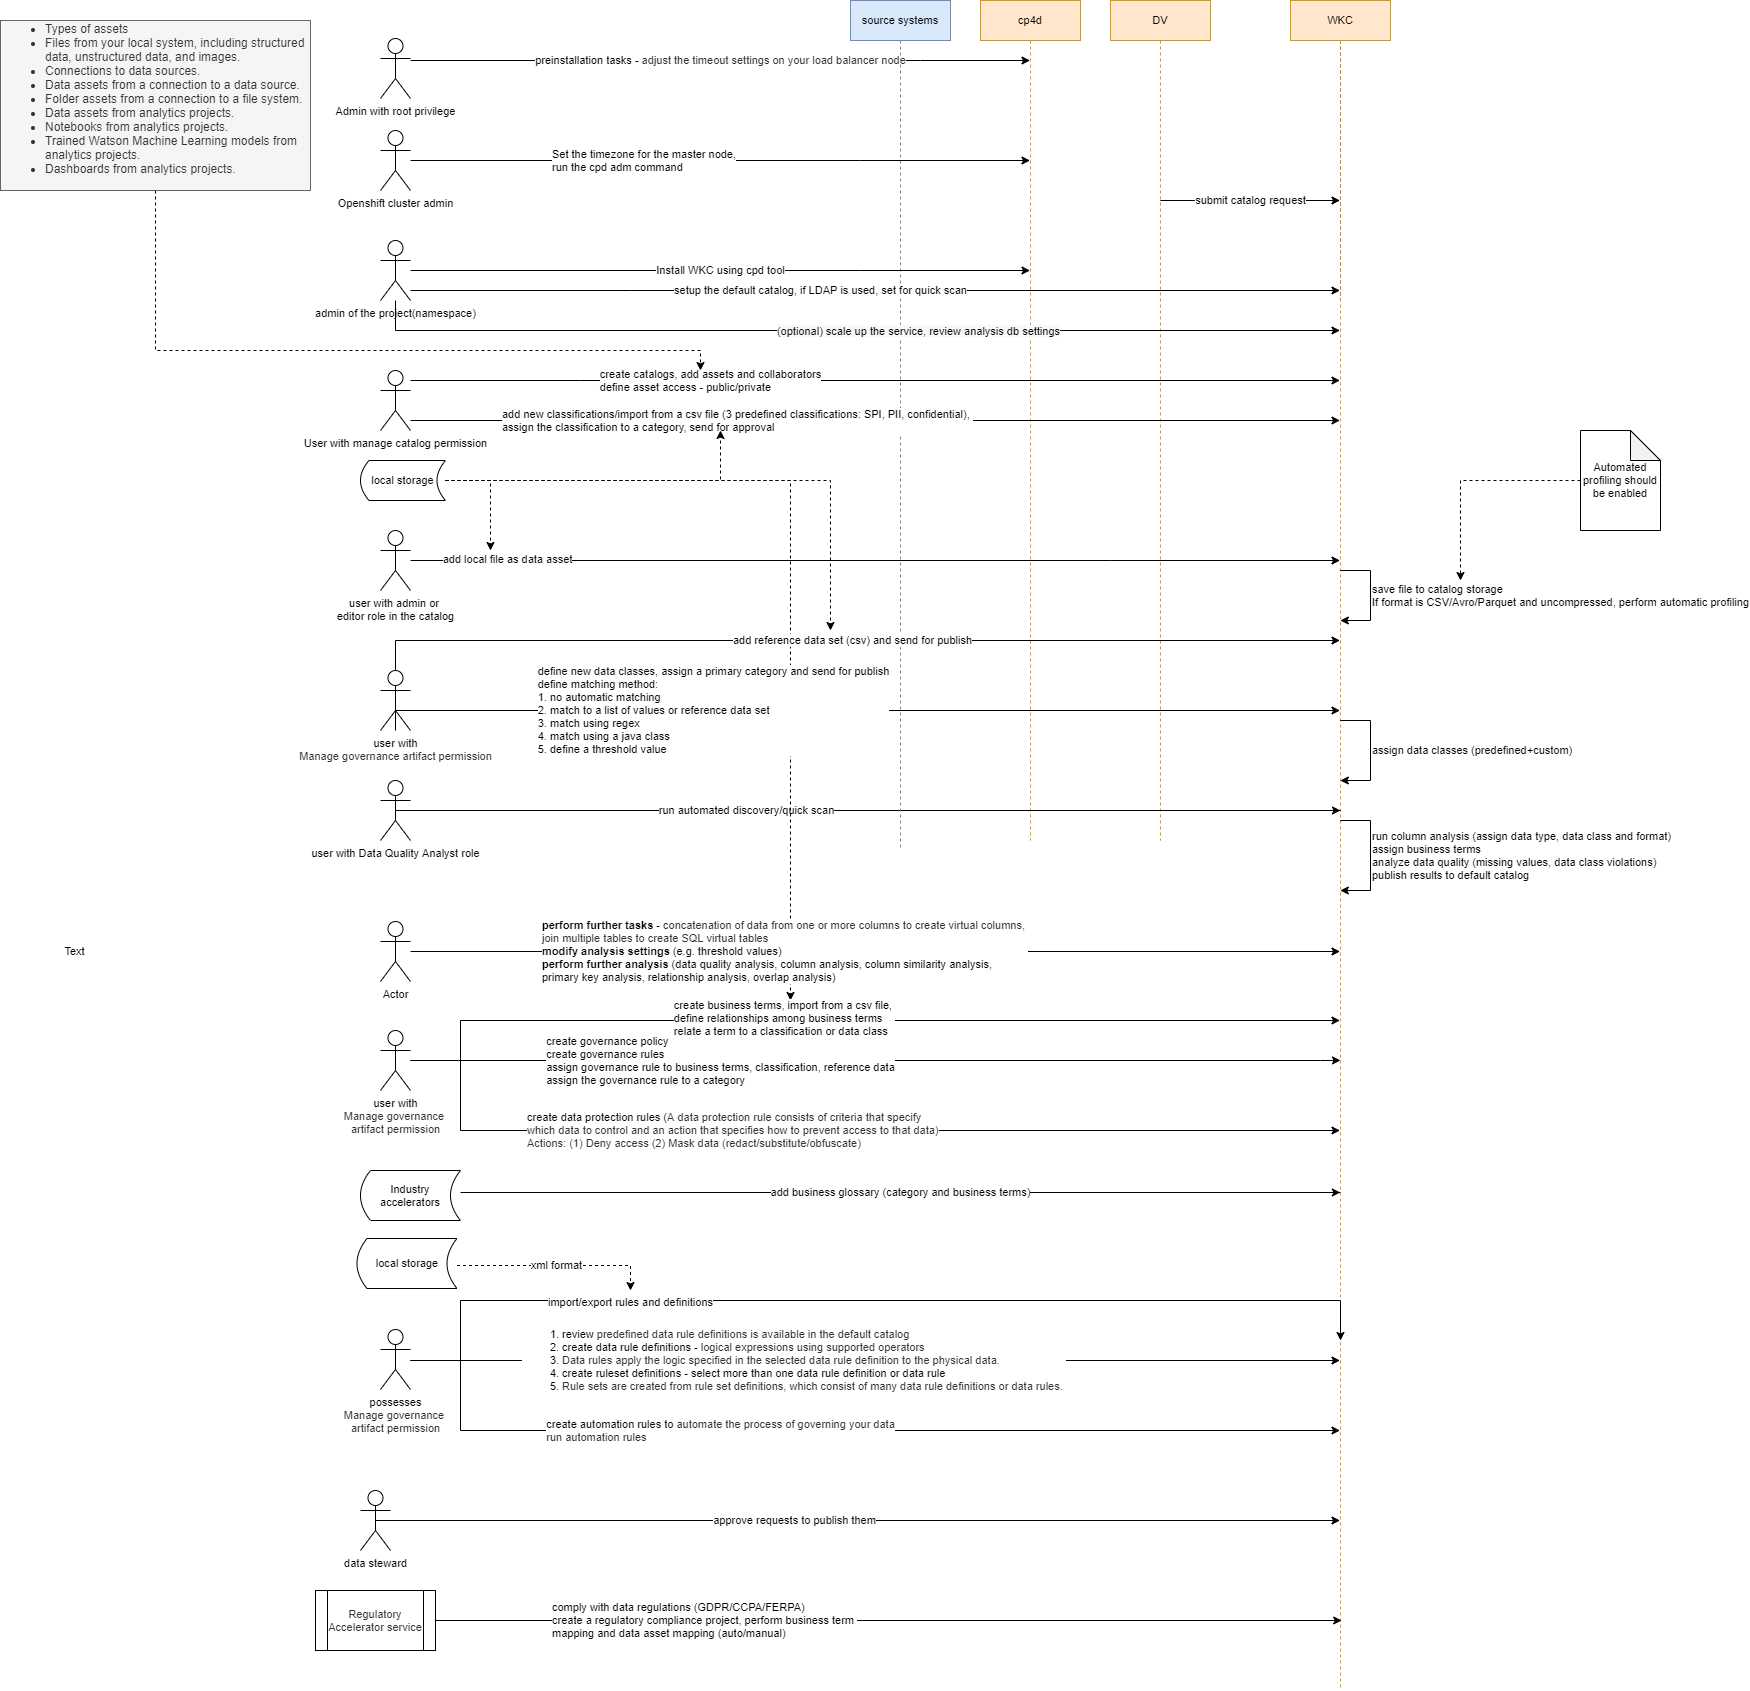 source systems
cp4d
DV
WKC
Types of assets
Files from your local system, including structured
data, unstructured data, and images.
Connections to data sources.
Data assets from a connection to a data source.
Folder assets from a connection to a file system.
Data assets from analytics projects.
Notebooks from analytics projects.
Trained Watson Machine Learning models from
analytics projects.
Dashboards from analytics projects.
preinstallation tasks - adjust the timeout settings on your load balancer node
Admin with root privilege
Set the timezone for the master node,
run the cpd adm command
Openshift cluster admin
submit catalog request
Install WKC using cpd tool
setup the default catalog, if LDAP is used, set for quick scan
admin of the project(namespace)
(optional) scale up the service, review analysis db settings
create catalogs, add assets and collaborators
define asset access - public/private
add new classifications/import from a csv file (3 predefined classifications: SPI, PII, confidential),
assign the classification to a category, send for approval
User with manage catalog permission
local storage
Automated
profiling should
be enabled
add local file as data asset
user with admin or
editor role in the catalog
save file to catalog storage
If format is CSV/Avro/Parquet and uncompressed, perform automatic profiling
add reference data set (csv) and send for publish
define new data classes, assign a primary category and send for publish
define matching method:
1. no automatic matching
2. match to a list of values or reference data set
3. match using regex
4. match using a java class
5. define a threshold value
user with
Manage governance artifact permission
assign data classes (predefined+custom)
run automated discovery/quick scan
user with Data Quality Analyst role
run column analysis (assign data type, data class and format)
assign business terms
analyze data quality (missing values, data class violations)
publish results to default catalog
Text
perform further tasks - concatenation of data from one or more columns to create virtual columns,
join multiple tables to create SQL virtual tables
modify analysis settings (e.g. threshold values)
perform further analysis (data quality analysis, column analysis, column similarity analysis,
primary key analysis, relationship analysis, overlap analysis)
Actor
create business terms, import from a csv file,
define relationships among business terms
relate a term to a classification or data class
create governance policy
create governance rules
assign governance rule to business terms, classification, reference data
assign the governance rule to a category
user with
Manage governance
artifact permission
create data protection rules (A data protection rule consists of criteria that specify
which data to control and an action that specifies how to prevent access to that data)
Actions: (1) Deny access (2) Mask data (redact/substitute/obfuscate)
Industry
accelerators
add business glossary (category and business terms)
local storage
xml format
import/export rules and definitions
1. review predefined data rule definitions is available in the default catalog
2. create data rule definitions - logical expressions using supported operators
3. Data rules apply the logic specified in the selected data rule definition to the physical data.
4. create ruleset definitions - select more than one data rule definition or data rule
5. Rule sets are created from rule set definitions, which consist of many data rule definitions or data rules.
possesses
Manage governance
artifact permission
create automation rules to automate the process of governing your data
run automation rules
approve requests to publish them
data steward
Regulatory
Accelerator service
comply with data regulations (GDPR/CCPA/FERPA)
create a regulatory compliance project, perform business term
mapping and data asset mapping (auto/manual)